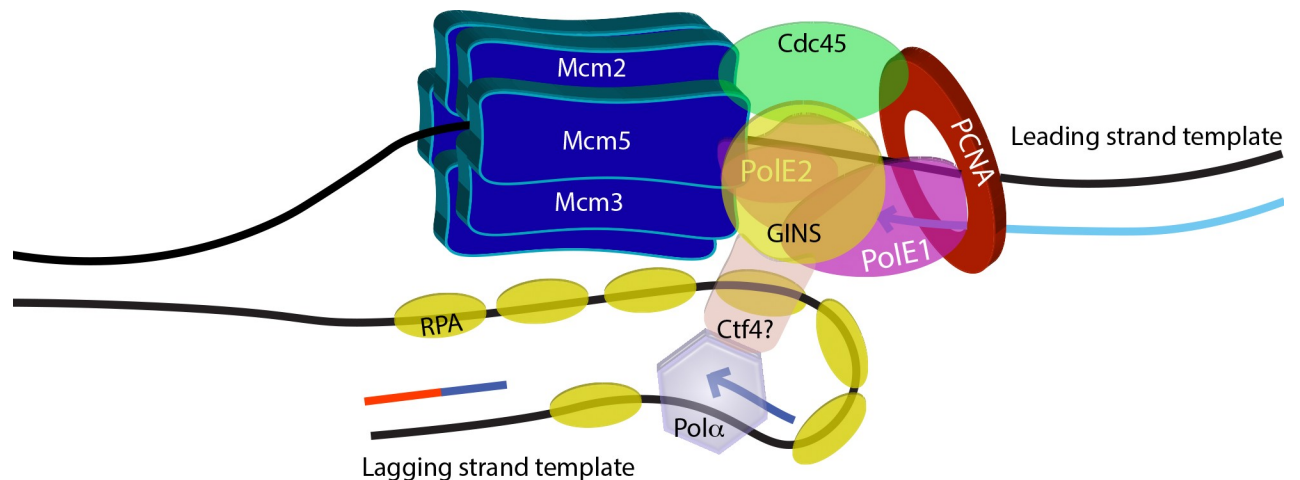 Cdc45
Mcm2
PCNA
Leading strand template
Mcm5
PolE2
Mcm3
GINS
PolE1
RPA
Ctf4?
Polα
Lagging strand template